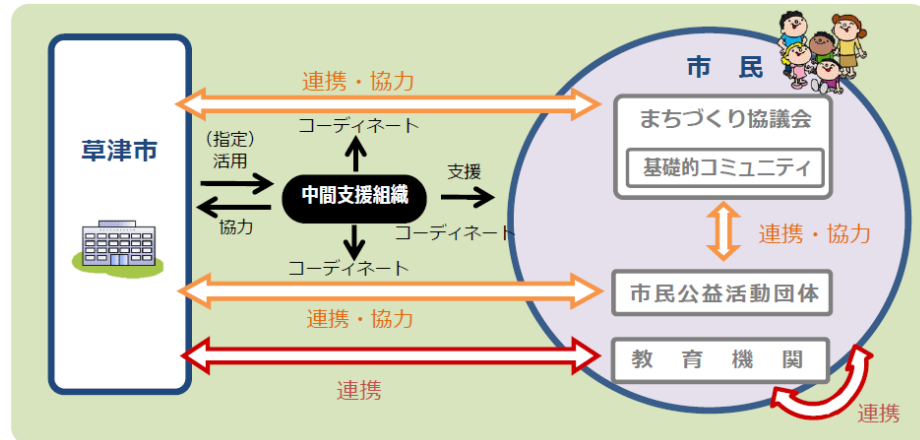 市 民
連携・協力
コーディネート
まちづくり協議会
草津市
(指定)
活用
支援
基礎的コミュニティ
中間支援組織
協力
コーディネート
連携・協力
コーディネート
市民公益活動団体
連携・協力
教 育 機 関
連携
連携